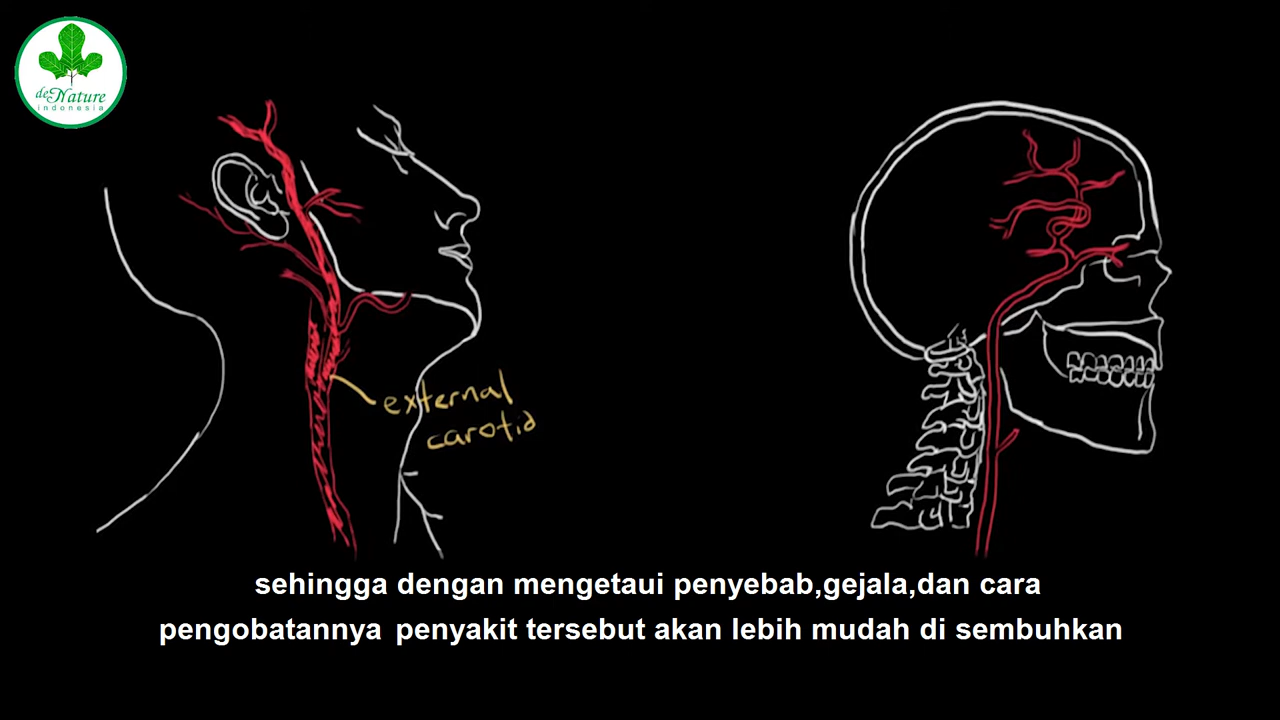 deNature
indonesia
external
carotid
sehingga dengan mengetaui penyebab,gejala,dan cara
pengobatannya penyakit tersebut akan lebih mudah di sembuhkan